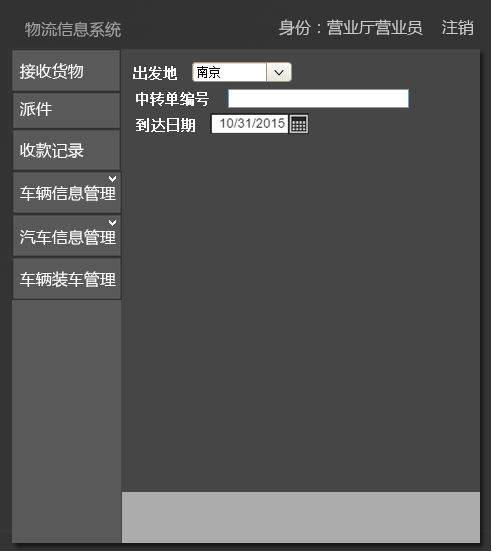 物流信息系统
身份：营业厅营业员 注销
接收货物
派件
收款记录
车辆信息管理
汽车信息管理
车辆装车管理
出发地 南京
中转单编号
到达日期 10/31/2015